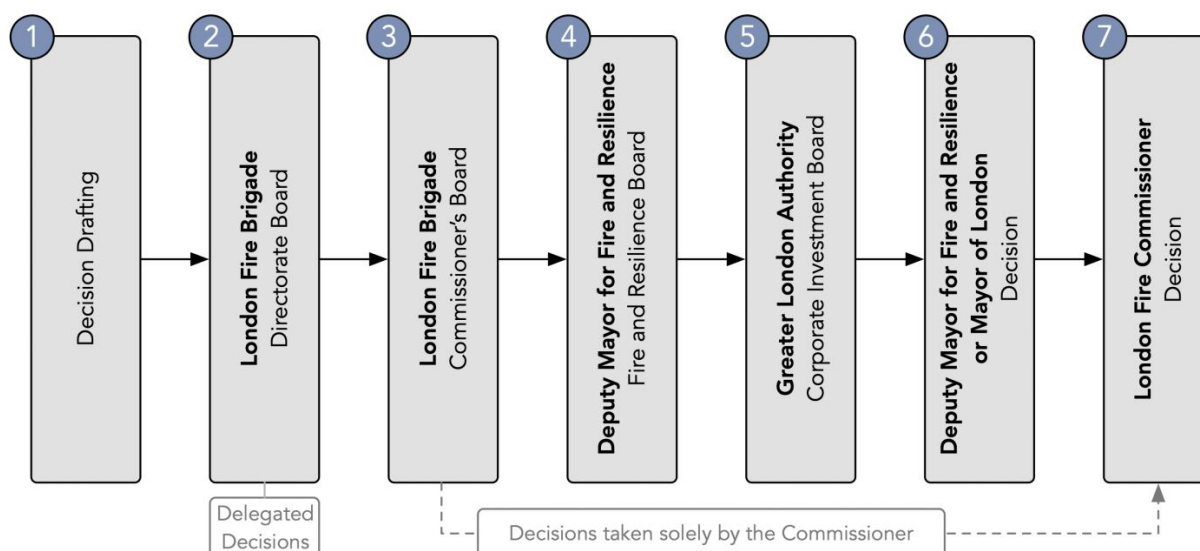 1
Decision Drafting
2
London Fire Brigade
Directorate Board
3
London Fire Brigade
Commissioner's Board
4
Deputy Mayor for Fire and Resilience
Fire and Resilience Board
5
Greater London Authority
Corporate Investment Board
6
Deputy Mayor for Fire and Resilience
or Mayor of London
Decision
7
London Fire Commissioner
Decision
Delegated
Decisions
Decisions taken solely by the Commissioner